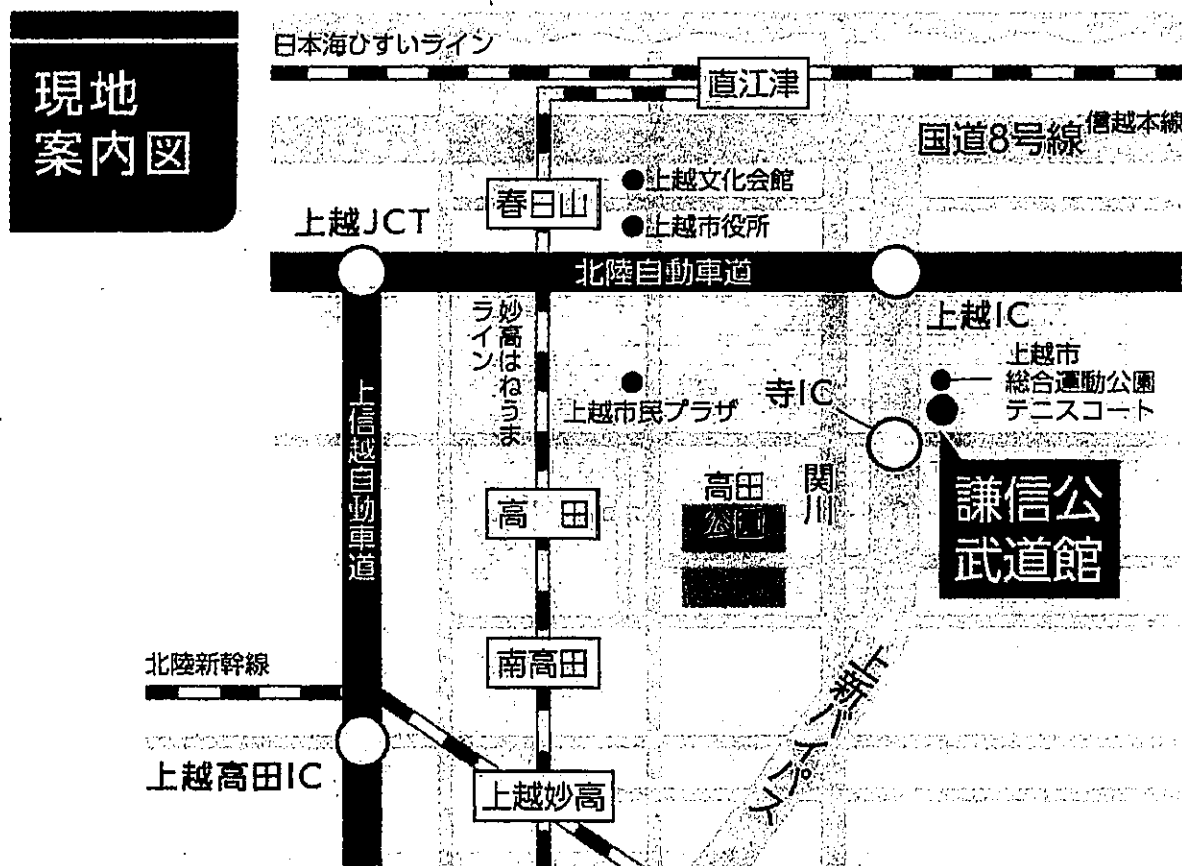 現地
案内図
日本海ひすいライン
直江津
国道8号線
信越本線
春日山
上越文化会館
上越市役所
上越JCT
北陸自動車道
上越IC
妙高はねうま
ライン
上越市
総合運動公園
テニスコート
上越市民プラザ
寺IC
上信越自動車道
高田
公園
関川
謙信公
武道館
高田
南高田
北陸新幹線
上新バイパス
上越高田IC
上越妙高